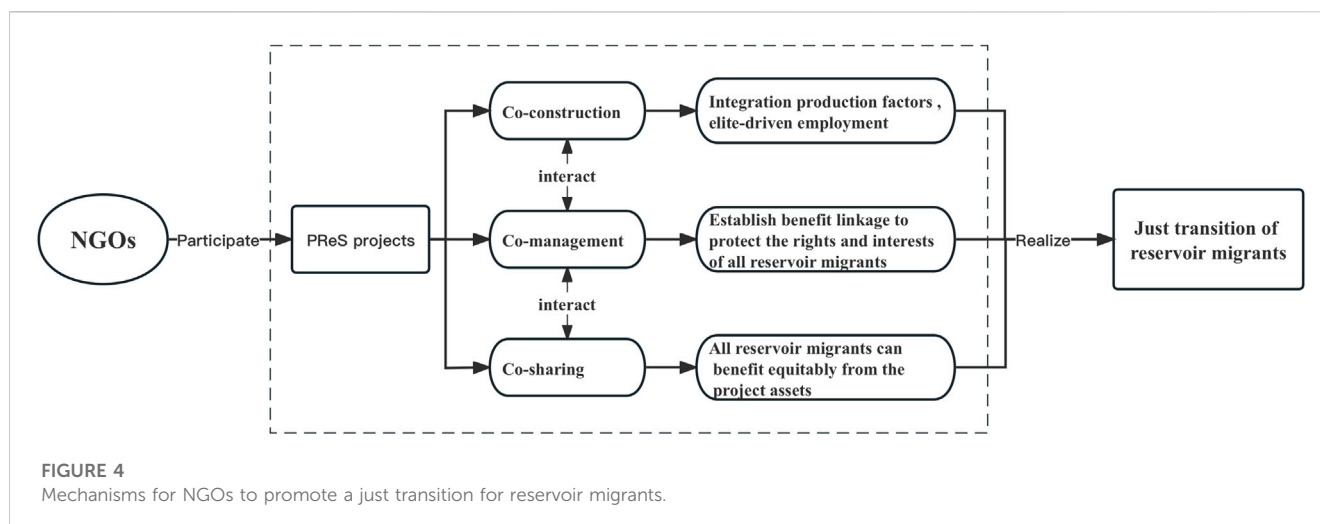 NGOs
Participate
PReS projects
Co-construction
interact
Co-management
interact
Co-sharing
Integration production factors ,
elite-driven employment
Establish benefit linkage to
protect the rights and interests
of all reservoir migrants
All reservoir migrants can
benefit equitably from the
project assets
Realize
Just transition of
reservoir migrants
FIGURE 4
Mechanisms for NGOs to promote a just transition for reservoir migrants.